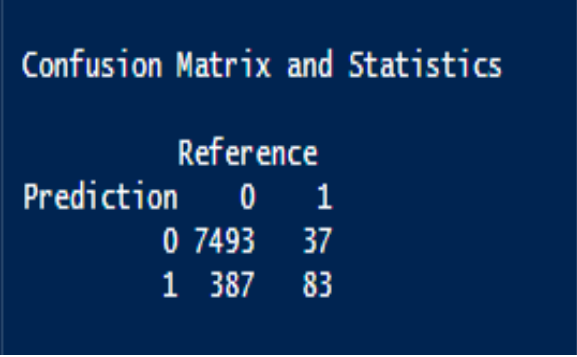 Confusion Matrix and Statistics
Reference
Prediction 0 1
0 7493 37
1 387 83